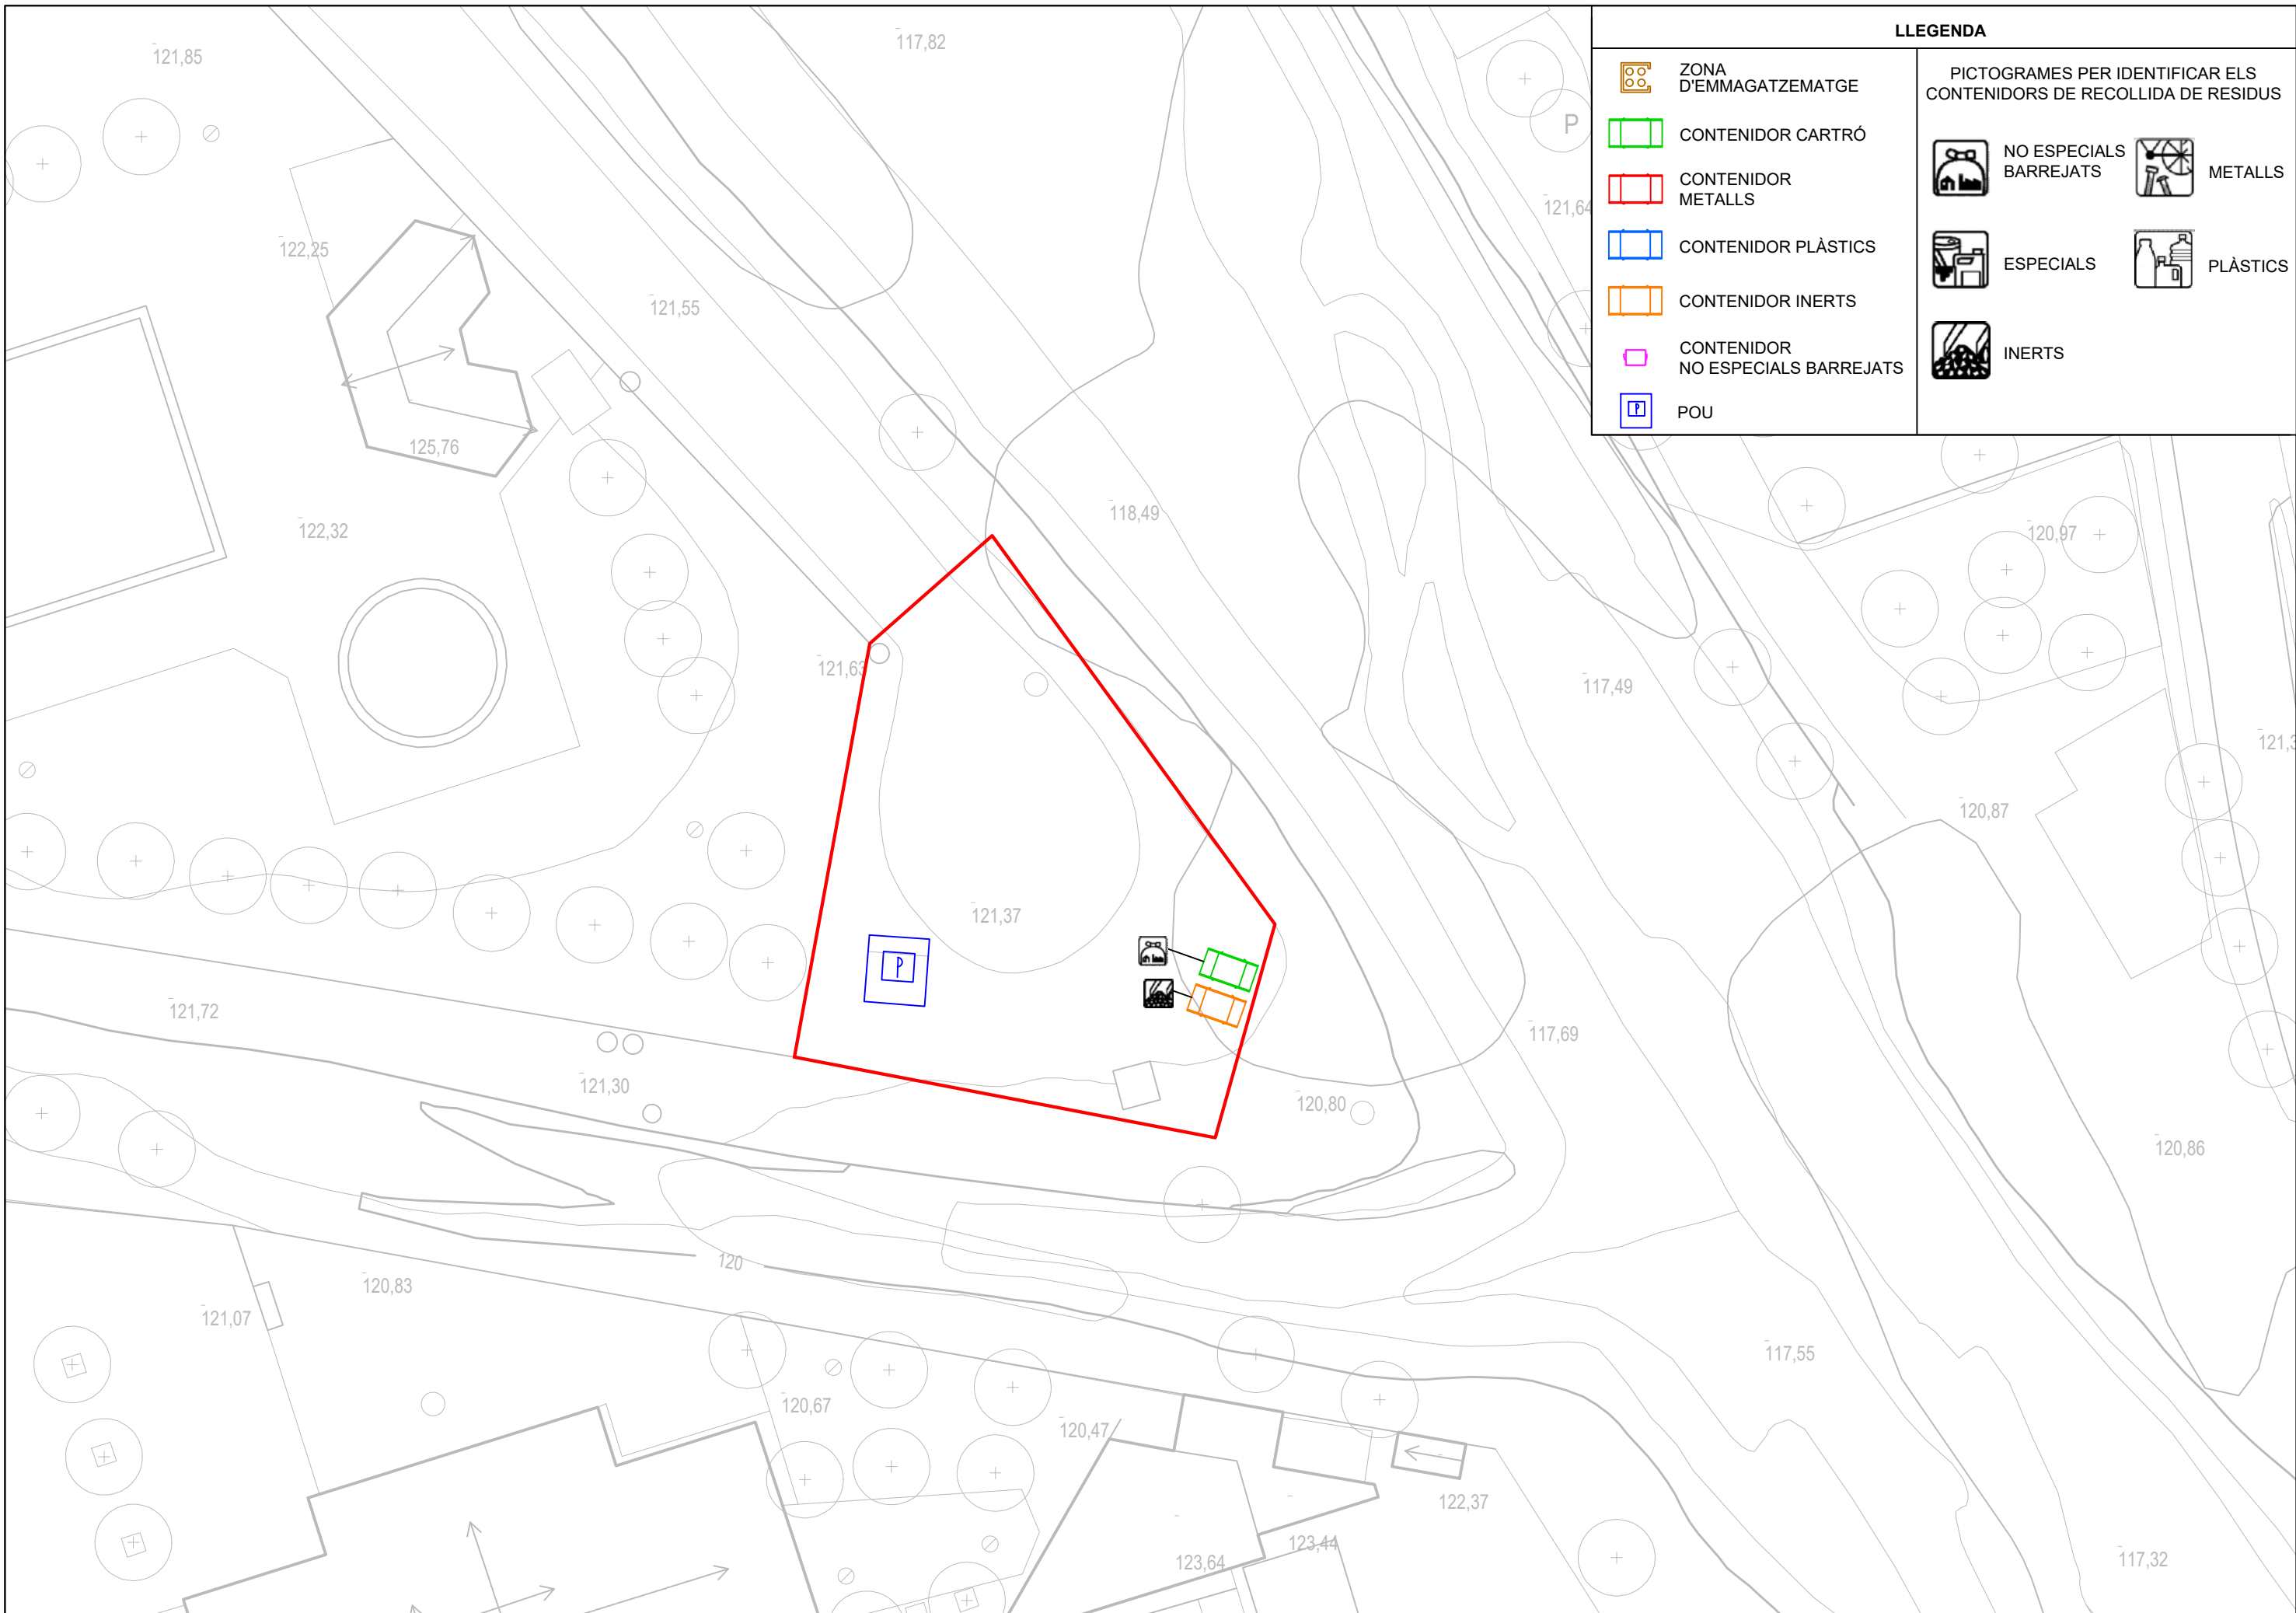 LLEGENDA
ZONA
D'EMMAGATZEMATGE
CONTENIDOR CARTRÓ
CONTENIDOR
METALLS
CONTENIDOR PLÀSTICS
CONTENIDOR INERTS
CONTENIDOR
NO ESPECIALS BARREJATS
P
POU
PICTOGRAMES PER IDENTIFICAR ELS
CONTENIDORS DE RECOLLIDA DE RESIDUS
NO ESPECIALS
BARREJATS
METALLS
ESPECIALS
PLÀSTICS
INERTS
117,82
121,85
P
121,64
122,25
121,55
125,76
118,49
122,32
120,97
121,63
117,49
121,3
120,87
121,37
P
121,72
117,69
121,30
120,80
120,86
120
120,83
121,07
117,55
120,67
120,47
122,37
123,44
123,64
117,32